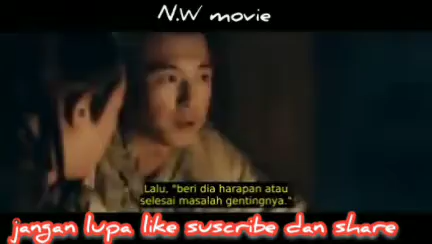 N.W movie
Lalu, "beri dia harapan atau
selesai masalah gentingnya."
jangan lupa like suscribe dan share